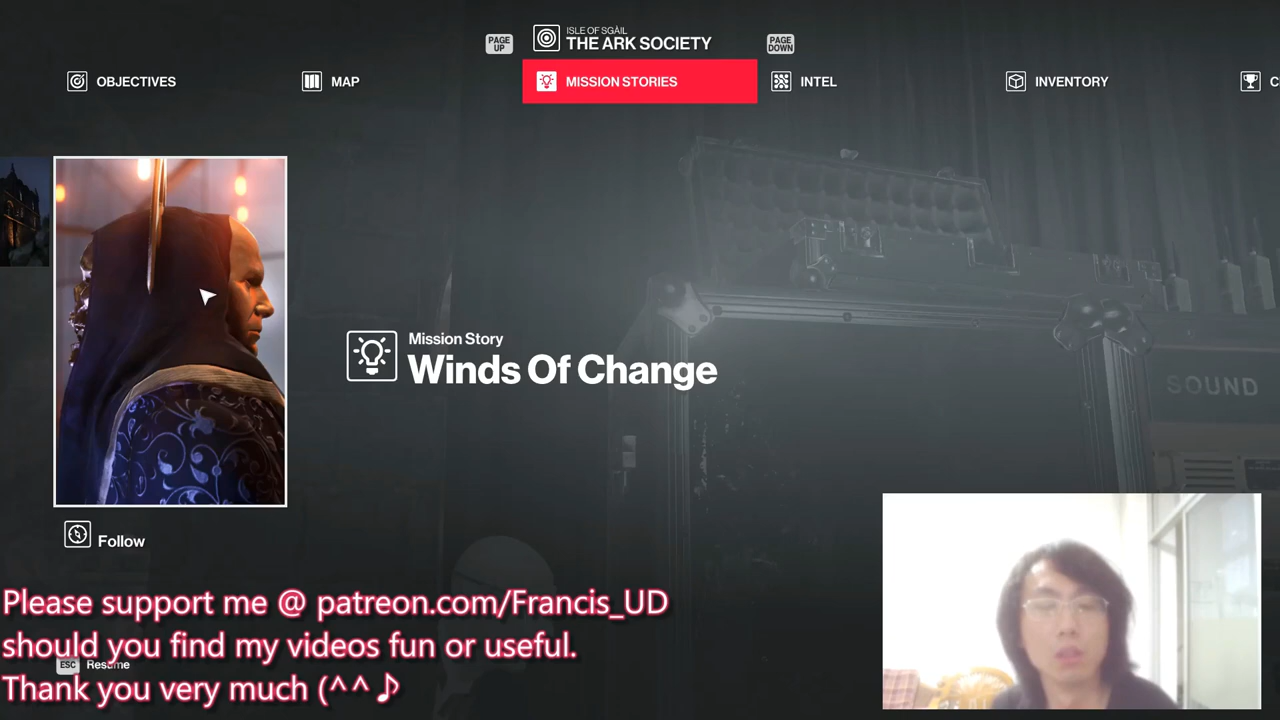 PAGE UP
ISLE OF SGÀIL
THE ARK SOCIETY
PAGE DOWN
OBJECTIVES
MAP
MISSION STORIES
INTEL
INVENTORY
C
Mission Story
Winds Of Change
SOUND
Follow
Please support me @ patreon.com/Francis_UD
should you find my videos fun or useful.
ESC Resume
Thank you very much (^^♪